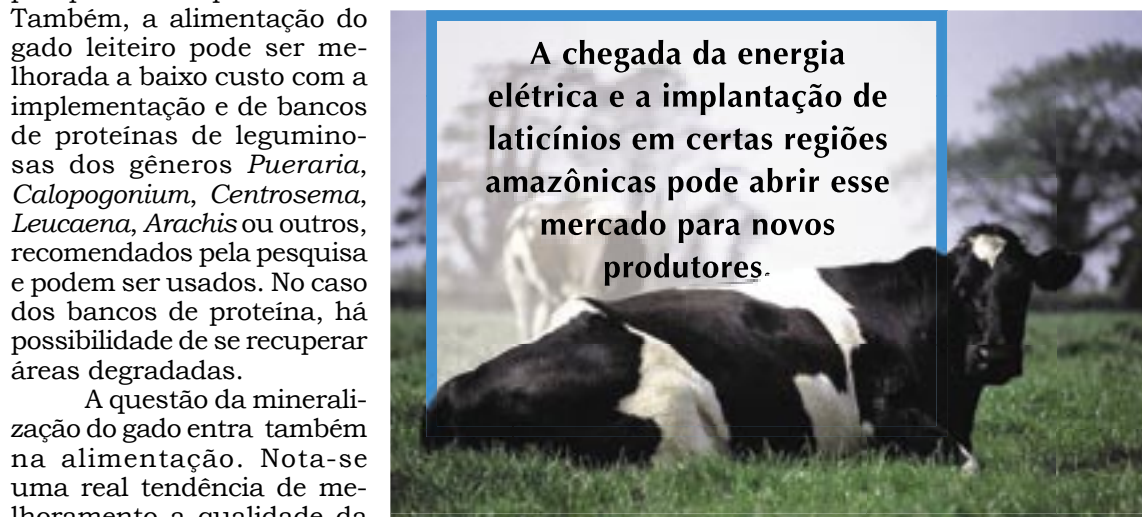 Também, a alimentação do
gado leiteiro pode ser me-
lhorada a baixo custo com a
implementação e de bancos
de proteínas de legumino-
sas dos gêneros Pueraria,
Calopogonium, Centrosema,
Leucaena, Arachis ou outros,
recomendados pela pesquisa
e podem ser usados. No caso
dos bancos de proteína, há
possibilidade de se recuperar
áreas degradadas.
A questão da minerali-
zação do gado entra também
na alimentação. Nota-se
uma real tendência de me-
lhoramento a qualidade da
A chegada da energia
elétrica e a implantação de
laticínios em certas regiões
amazônicas pode abrir esse
mercado para novos
produtores.